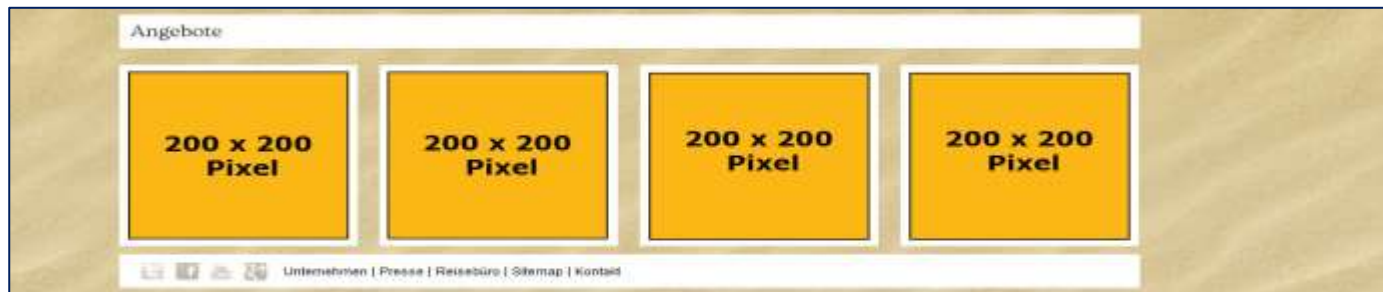 Angebote
200 x 200
Pixel
200 x 200
Pixel
200 x 200
Pixel
200 x 200
Pixel
Unternehmen | Presse | Reisebüro | Sitemap | Kontakt